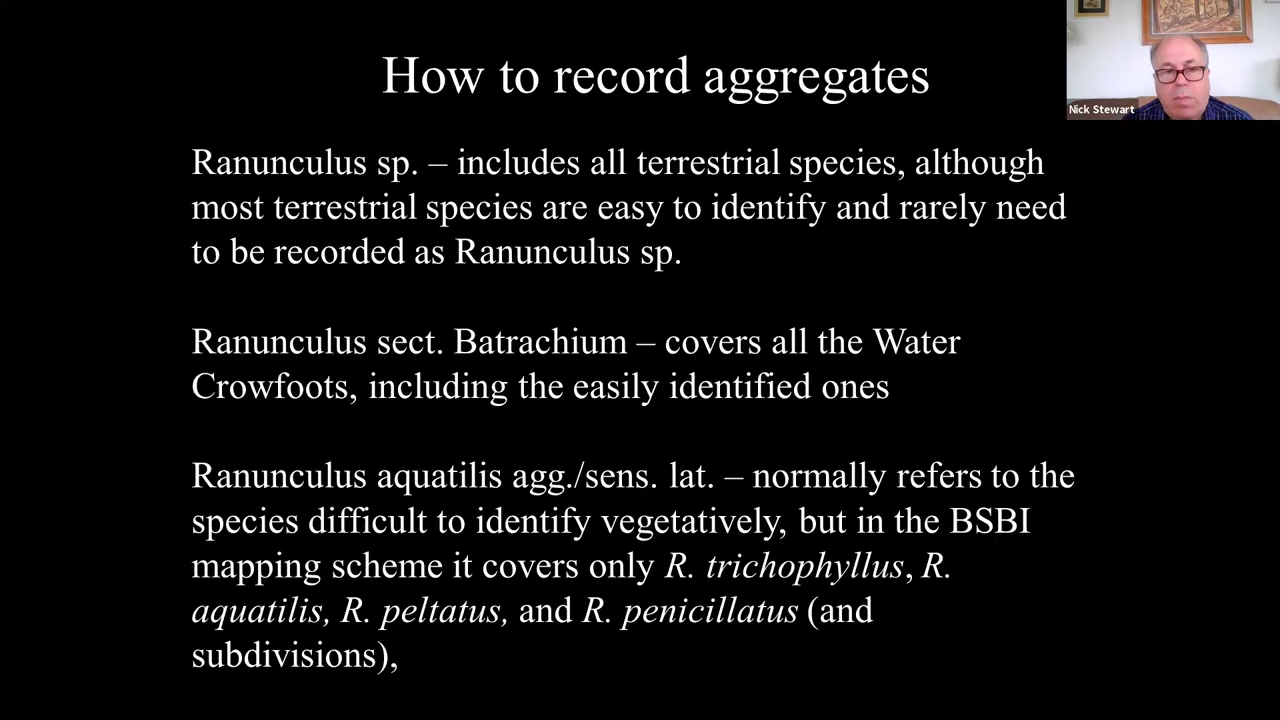 How to record aggregates
Nick Stewart
Ranunculus sp. – includes all terrestrial species, although
most terrestrial species are easy to identify and rarely need
to be recorded as Ranunculus sp.
Ranunculus sect. Batrachium – covers all the Water
Crowfoots, including the easily identified ones
Ranunculus aquatilis agg./sens. lat. – normally refers to the
species difficult to identify vegetatively, but in the BSBI
mapping scheme it covers only R. trichophyllus, R.
aquatilis, R. peltatus, and R. penicillatus (and
subdivisions),